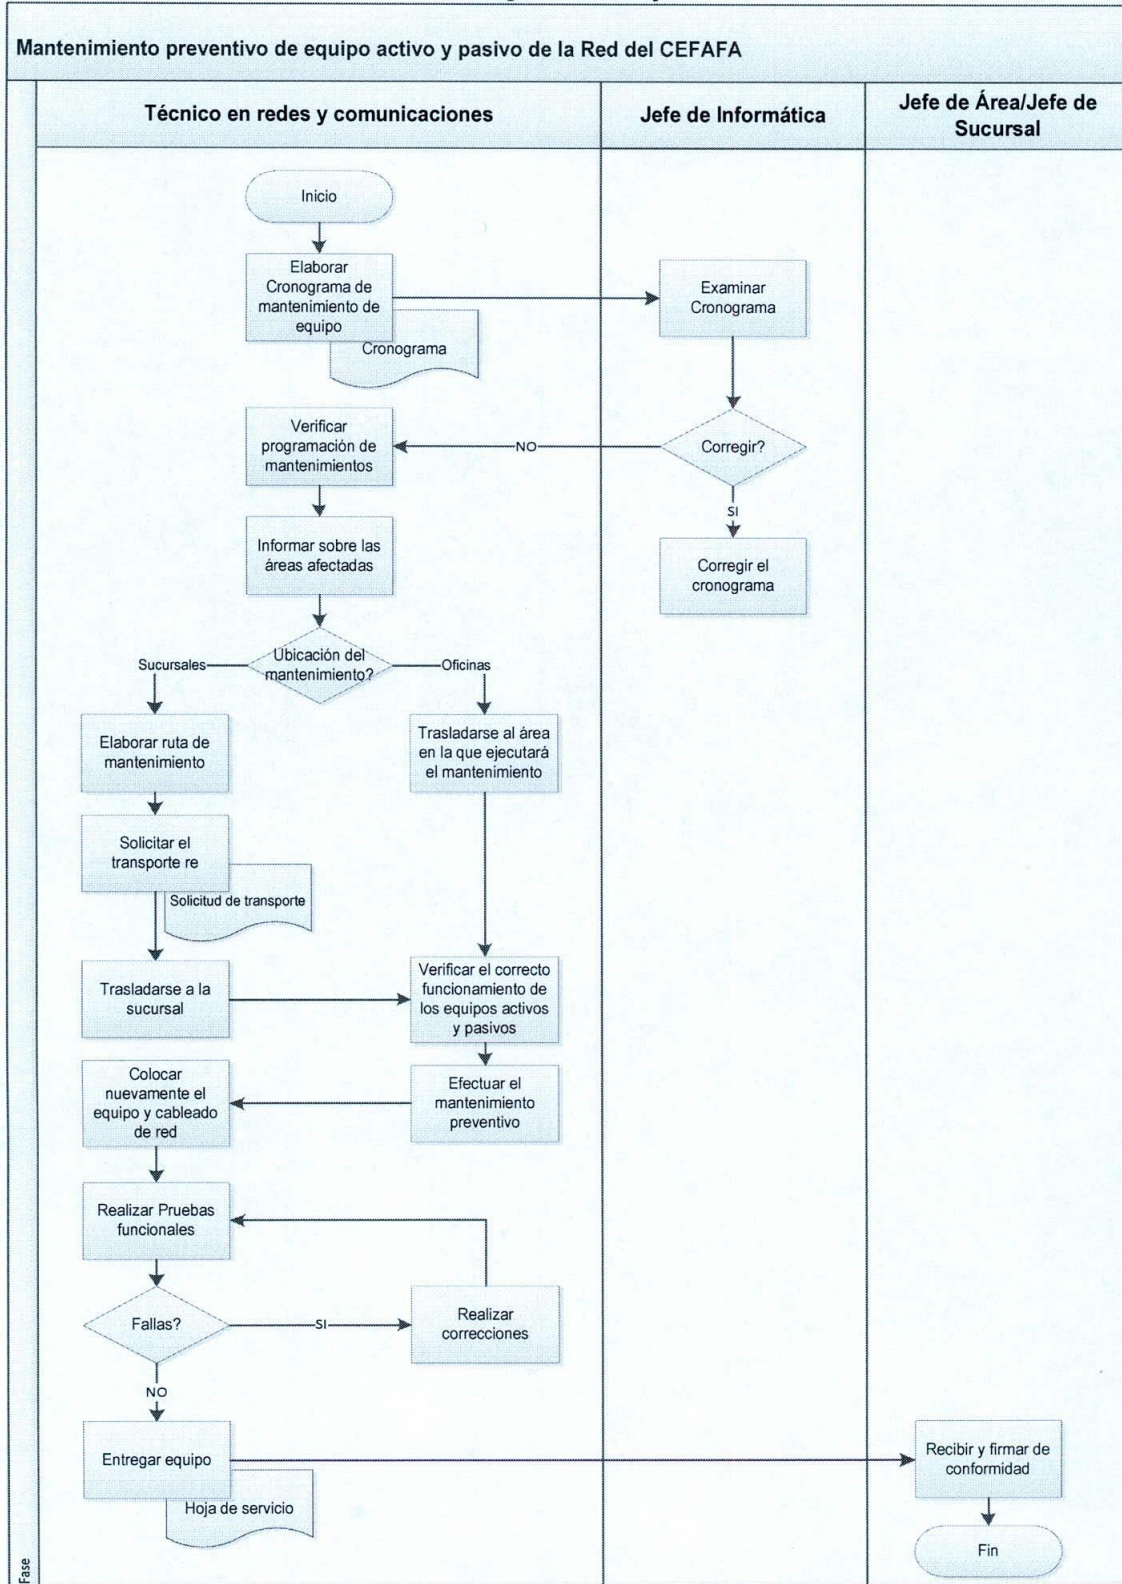 Mantenimiento preventivo de equipo activo y pasivo de la Red del CEFAFA
Técnico en redes y comunicaciones
Jefe de Informática
Jefe de Área/Jefe de
Sucursal
Inicio
Elaborar
Cronograma de
mantenimiento de
equipo
Cronograma
Examinar
Cronograma
Verificar
programación de
mantenimientos
NO
Corregir?
SI
Informar sobre las
áreas afectadas
Corregir el
cronograma
Sucursales
Ubicación del
mantenimiento?
Oficinas
Elaborar ruta de
mantenimiento
Trasladarse al área
en la que ejecutará
el mantenimiento
Solicitar el
transporte re
Solicitud de transporte
Trasladarse a la
sucursal
Verificar el correcto
funcionamiento de
los equipos activos
y pasivos
Colocar
nuevamente el
equipo y cableado
de red
Efectuar el
mantenimiento
preventivo
Realizar Pruebas
funcionales
Fallas?
SI
Realizar
correcciones
NO
Entregar equipo
Hoja de servicio
Recibir y firmar de
conformidad
Fin
Fase